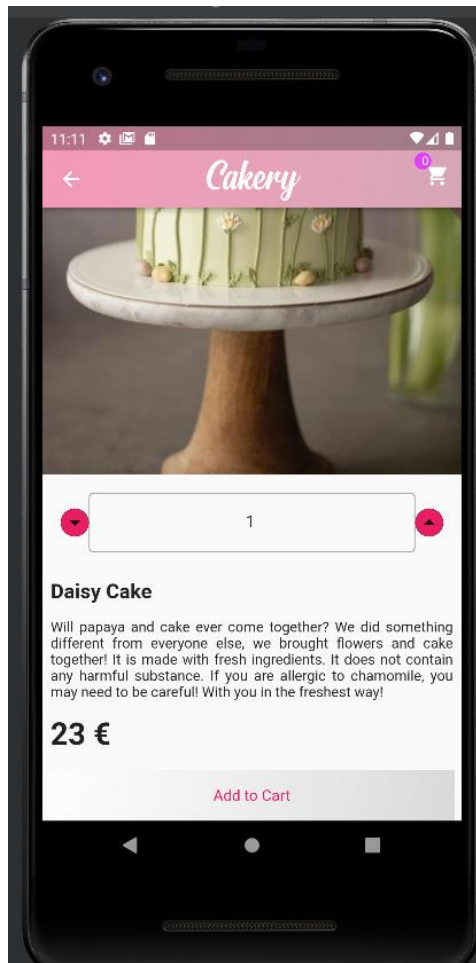 11:11
Cakery
0
1
Daisy Cake
Will papaya and cake ever come together? We did something
different from everyone else, we brought flowers and cake
together! It is made with fresh ingredients. It does not contain
any harmful substance. If you are allergic to chamomile, you
may need to be careful! With you in the freshest way!
23 €
Add to Cart